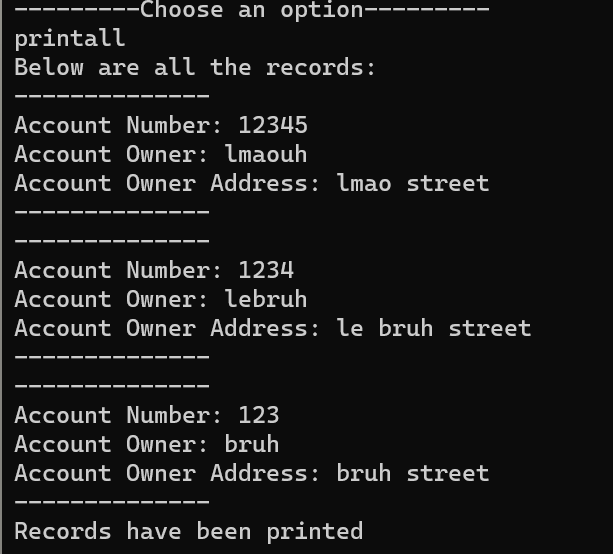 ---------Choose an option---------
printall
Below are all the records:
--------------
Account Number: 12345
Account Owner: lmaouh
Account Owner Address: lmao street
--------------
--------------
Account Number: 1234
Account Owner: lebruh
Account Owner Address: le bruh street
--------------
--------------
Account Number: 123
Account Owner: bruh
Account Owner Address: bruh street
--------------
Records have been printed